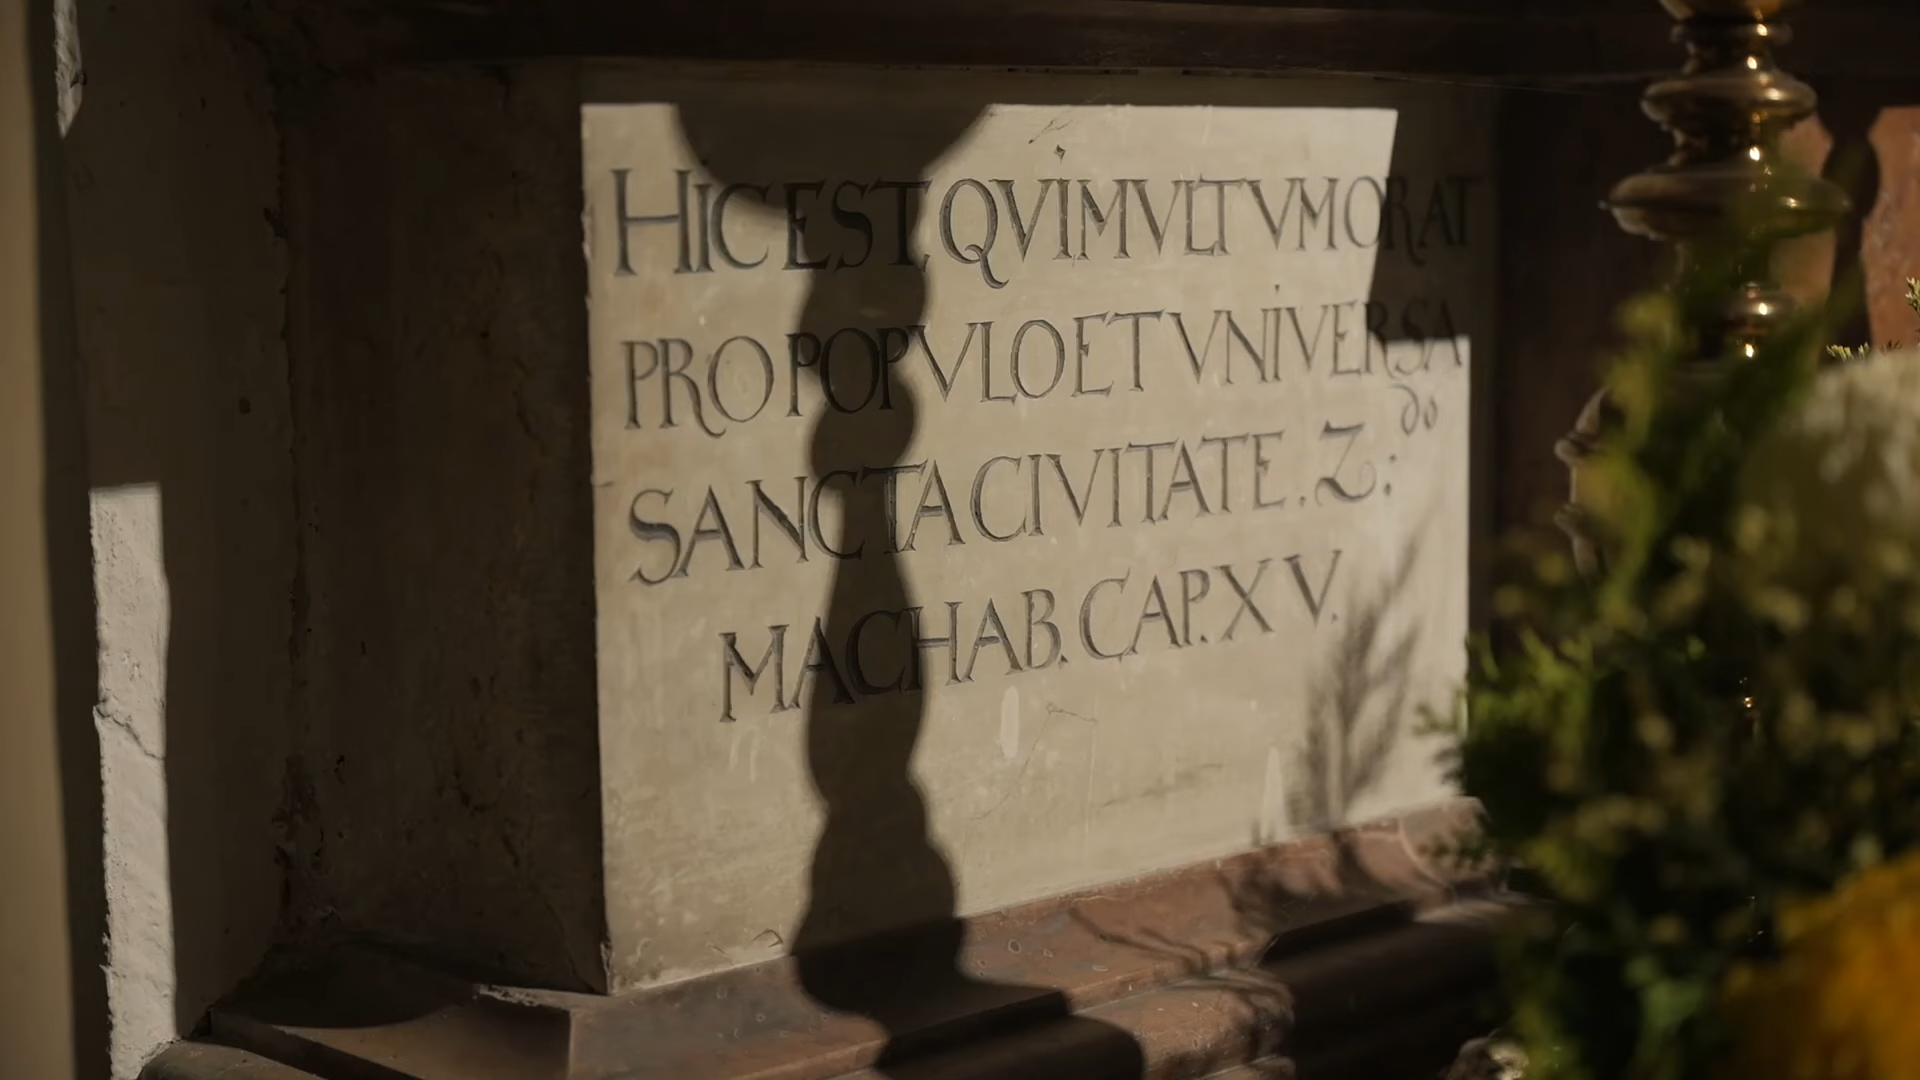 HIC EST, QVI MVLTVM ORAT
PRO POPVLO ET VNIVERSA
SANCTA CIVITATE. 2:do
MACHAB. CAP. XV.